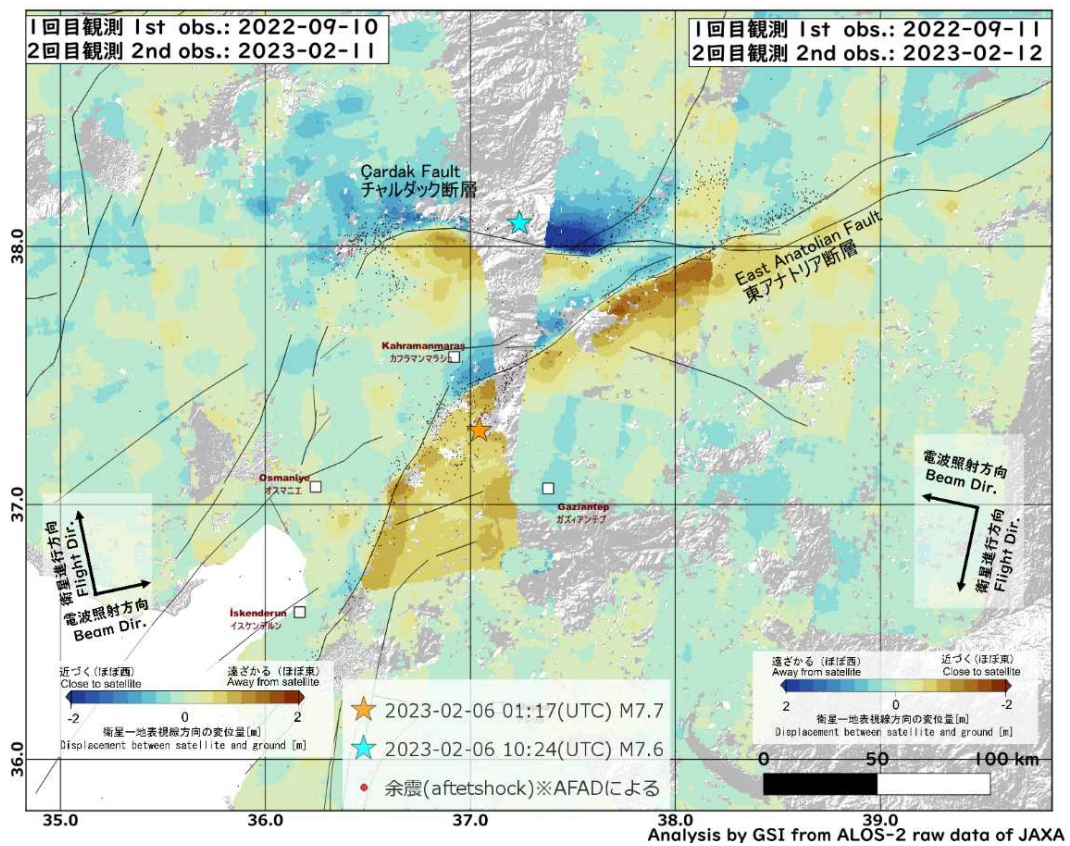 1回目観測 1st obs.: 2022-09-10
2回目観測 2nd obs.: 2023-02-11
1回目観測 1st obs.: 2022-09-11
2回目観測 2nd obs.: 2023-02-12
Çardak Fault
チャルダック断層
East Anatolian Fault
東アナトリア断層
38.0
38.0
Kahramanmaraş
カフラマンマラシュ
Osmaniye
オスマニエ
Gaziantep
ガズィアンテプ
37.0
37.0
İskenderun
イスケンデルン
衛星進行方向
Flight Dir.
電波照射方向
Beam Dir.
電波照射方向
Beam Dir.
衛星進行方向
Flight Dir.
近づく(ほぼ西)
Close to satellite
遠ざかる (ほぼ東)
Away from satellite
-2 0 2
衛星ー地表視線方向の変位量[m]
Displacement between satellite and ground [m]
遠ざかる (ほぼ西)
Away from satellite
近づく(ほぼ東)
Close to satellite
2 0 -2
衛星ー地表視線方向の変位量[m]
Displacement between satellite and ground [m]
2023-02-06 01:17(UTC) M7.7
2023-02-06 10:24(UTC) M7.6
余震(aftetshock)※AFADによる
0 50 100 km
36.0
36.0
35.0 36.0 37.0 38.0 39.0
Analysis by GSI from ALOS-2 raw data of JAXA